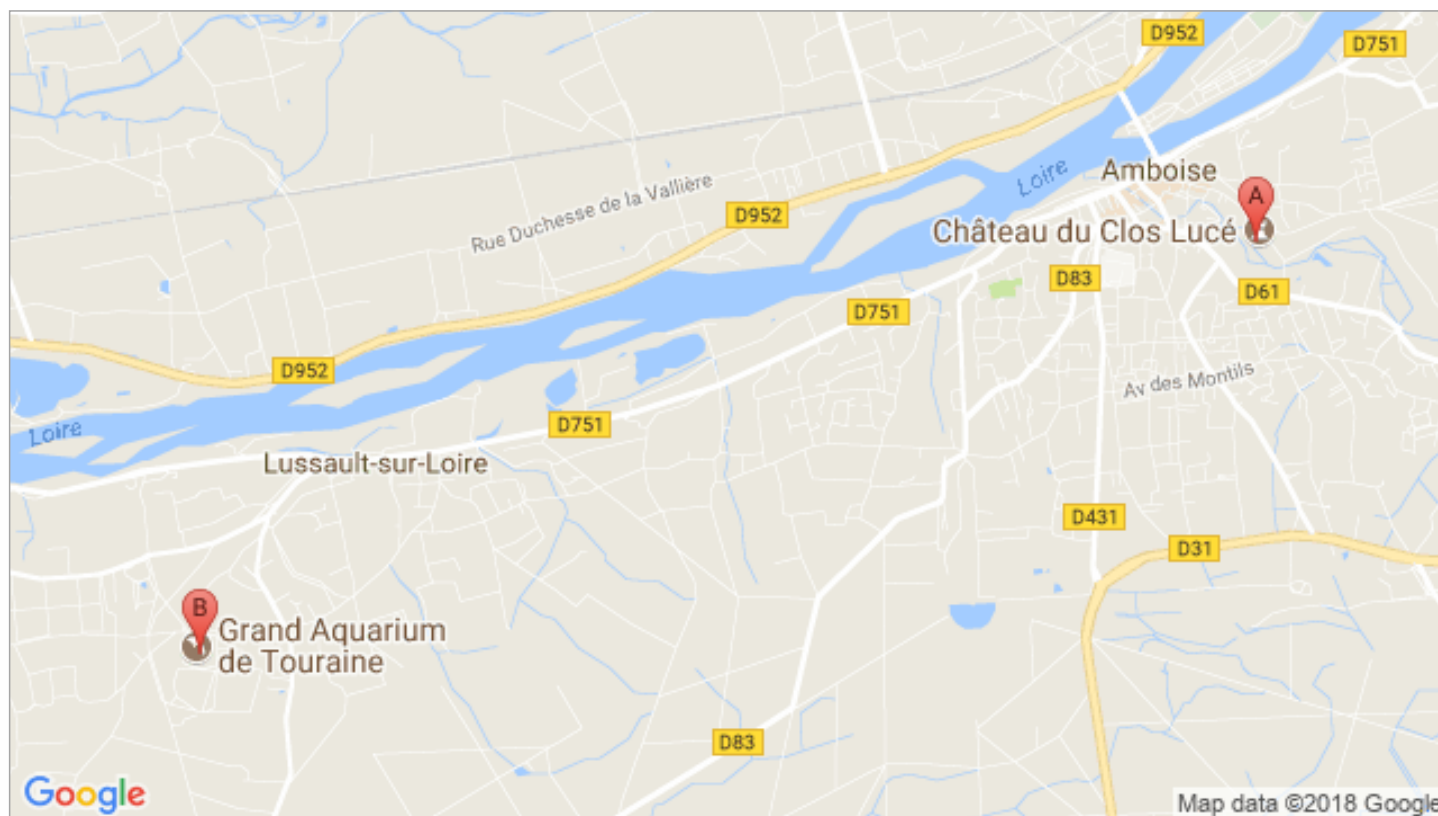 D952
D751
Loire
Amboise
Rue Duchesse de la Vallière
D952
A
Château du Clos Lucé
D83
D61
D751
D952
Av des Montils
D751
Loire
Lussault-sur-Loire
D431
D31
B
Grand Aquarium
de Touraine
D83
Google
Map data ©2018 Google